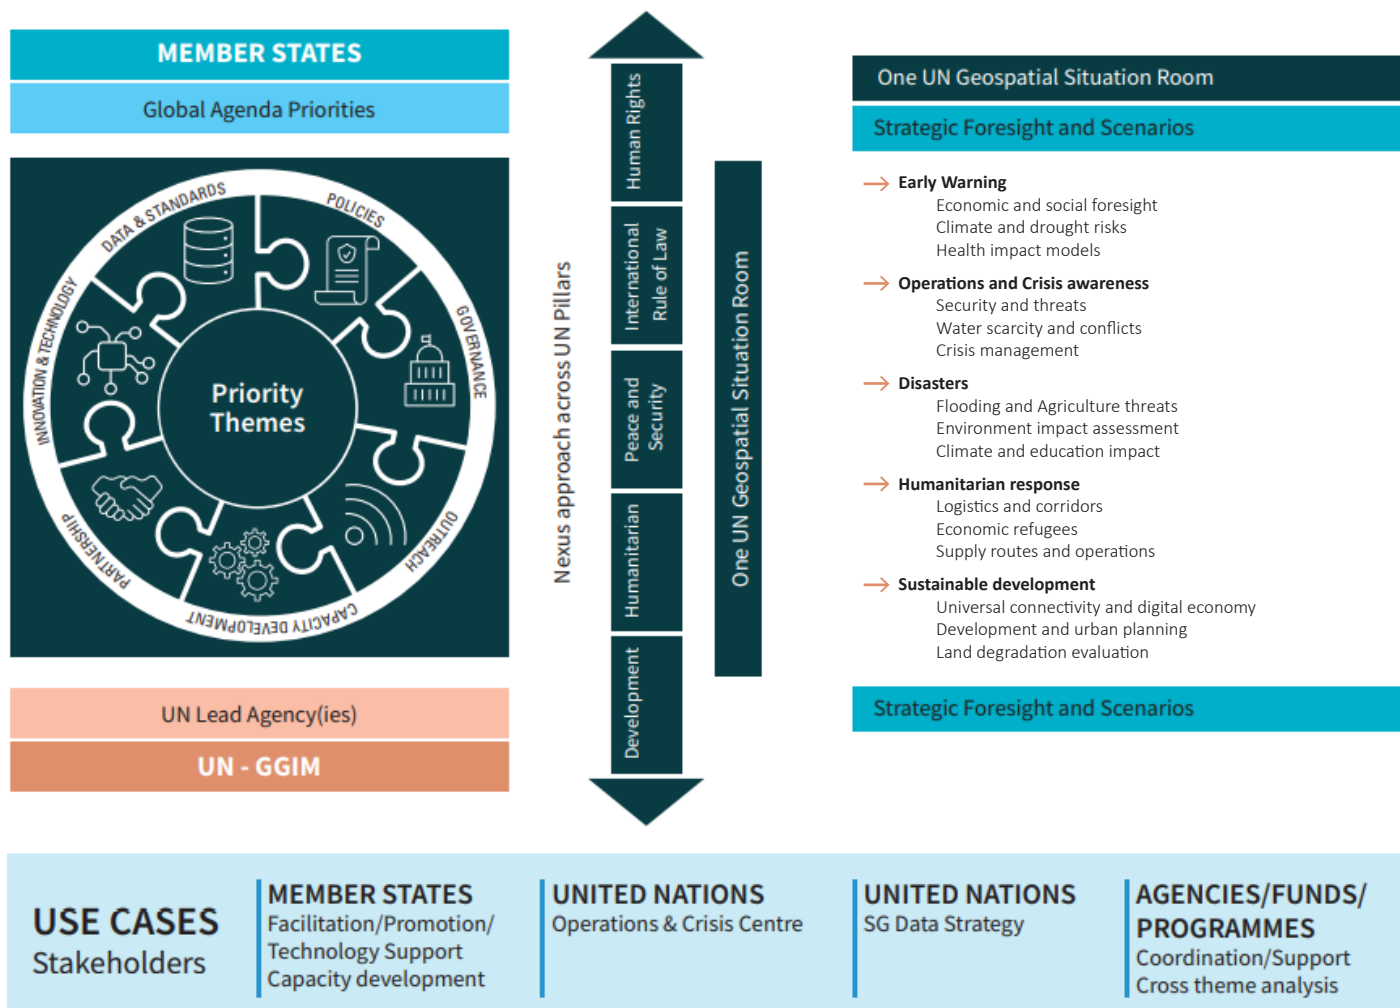 MEMBER STATES
Global Agenda Priorities
DATA & STANDARDS
POLICIES
GOVERNANCE
OUTREACH
CAPACITY DEVELOPMENT
PARTNERSHIP
INNOVATION & TECHNOLOGY
Priority
Themes
UN Lead Agency(ies)
UN - GGIM
Nexus approach across UN Pillars
Human Rights
International
Rule of Law
Peace and
Security
Humanitarian
Development
One UN Geospatial Situation Room
One UN Geospatial Situation Room
Strategic Foresight and Scenarios
→ Early Warning
Economic and social foresight
Climate and drought risks
Health impact models
→ Operations and Crisis awareness
Security and threats
Water scarcity and conflicts
Crisis management
→ Disasters
Flooding and Agriculture threats
Environment impact assessment
Climate and education impact
→ Humanitarian response
Logistics and corridors
Economic refugees
Supply routes and operations
→ Sustainable development
Universal connectivity and digital economy
Development and urban planning
Land degradation evaluation
Strategic Foresight and Scenarios
USE CASES
Stakeholders
MEMBER STATES
Facilitation/Promotion/
Technology Support
Capacity development
UNITED NATIONS
Operations & Crisis Centre
UNITED NATIONS
SG Data Strategy
AGENCIES/FUNDS/
PROGRAMMES
Coordination/Support
Cross theme analysis